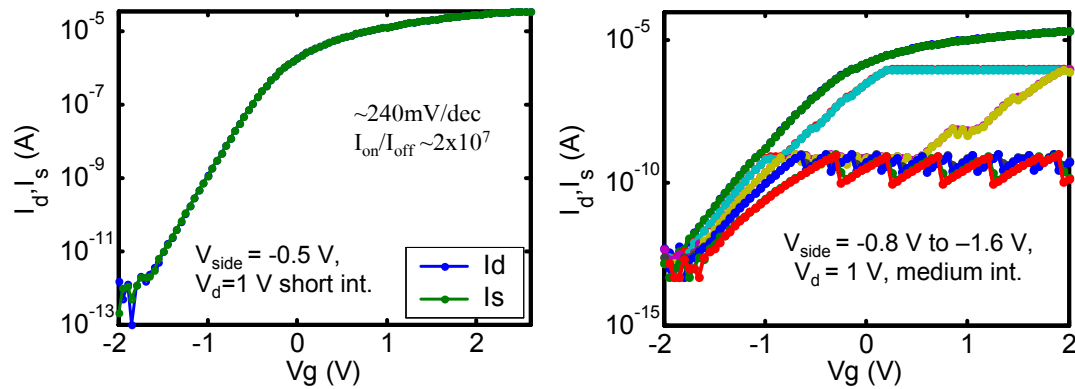 10^-5
10^-7
10^-9
10^-11
10^-13
I_d,I_s (A)
~240mV/dec
I_on/I_off ~2x10^7
V_side = -0.5 V,
V_d=1 V short int.
Id
Is
-2 -1 0 1 2
Vg (V)
10^-5
10^-10
10^-15
I_d,I_s (A)
V_side = -0.8 V to –1.6 V,
V_d = 1 V, medium int.
-2 -1 0 1 2
Vg (V)